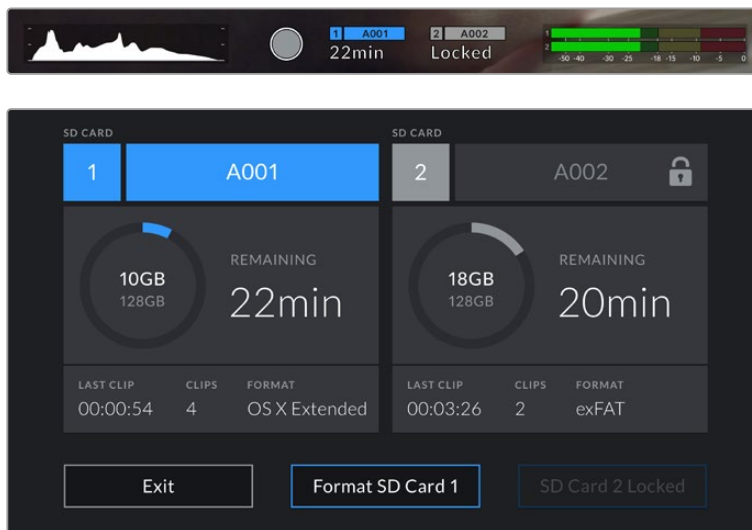 1 A001
22min
2 A002
Locked
1
2
-50 -40 -30 -25 -18 -15 -10 -5 0
SD CARD
1 A001
10GB
128GB
REMAINING
22min
LAST CLIP CLIPS FORMAT
00:00:54 4 OS X Extended
SD CARD
2 A002
18GB
128GB
REMAINING
20min
LAST CLIP CLIPS FORMAT
00:03:26 2 exFAT
Exit
Format SD Card 1
SD Card 2 Locked